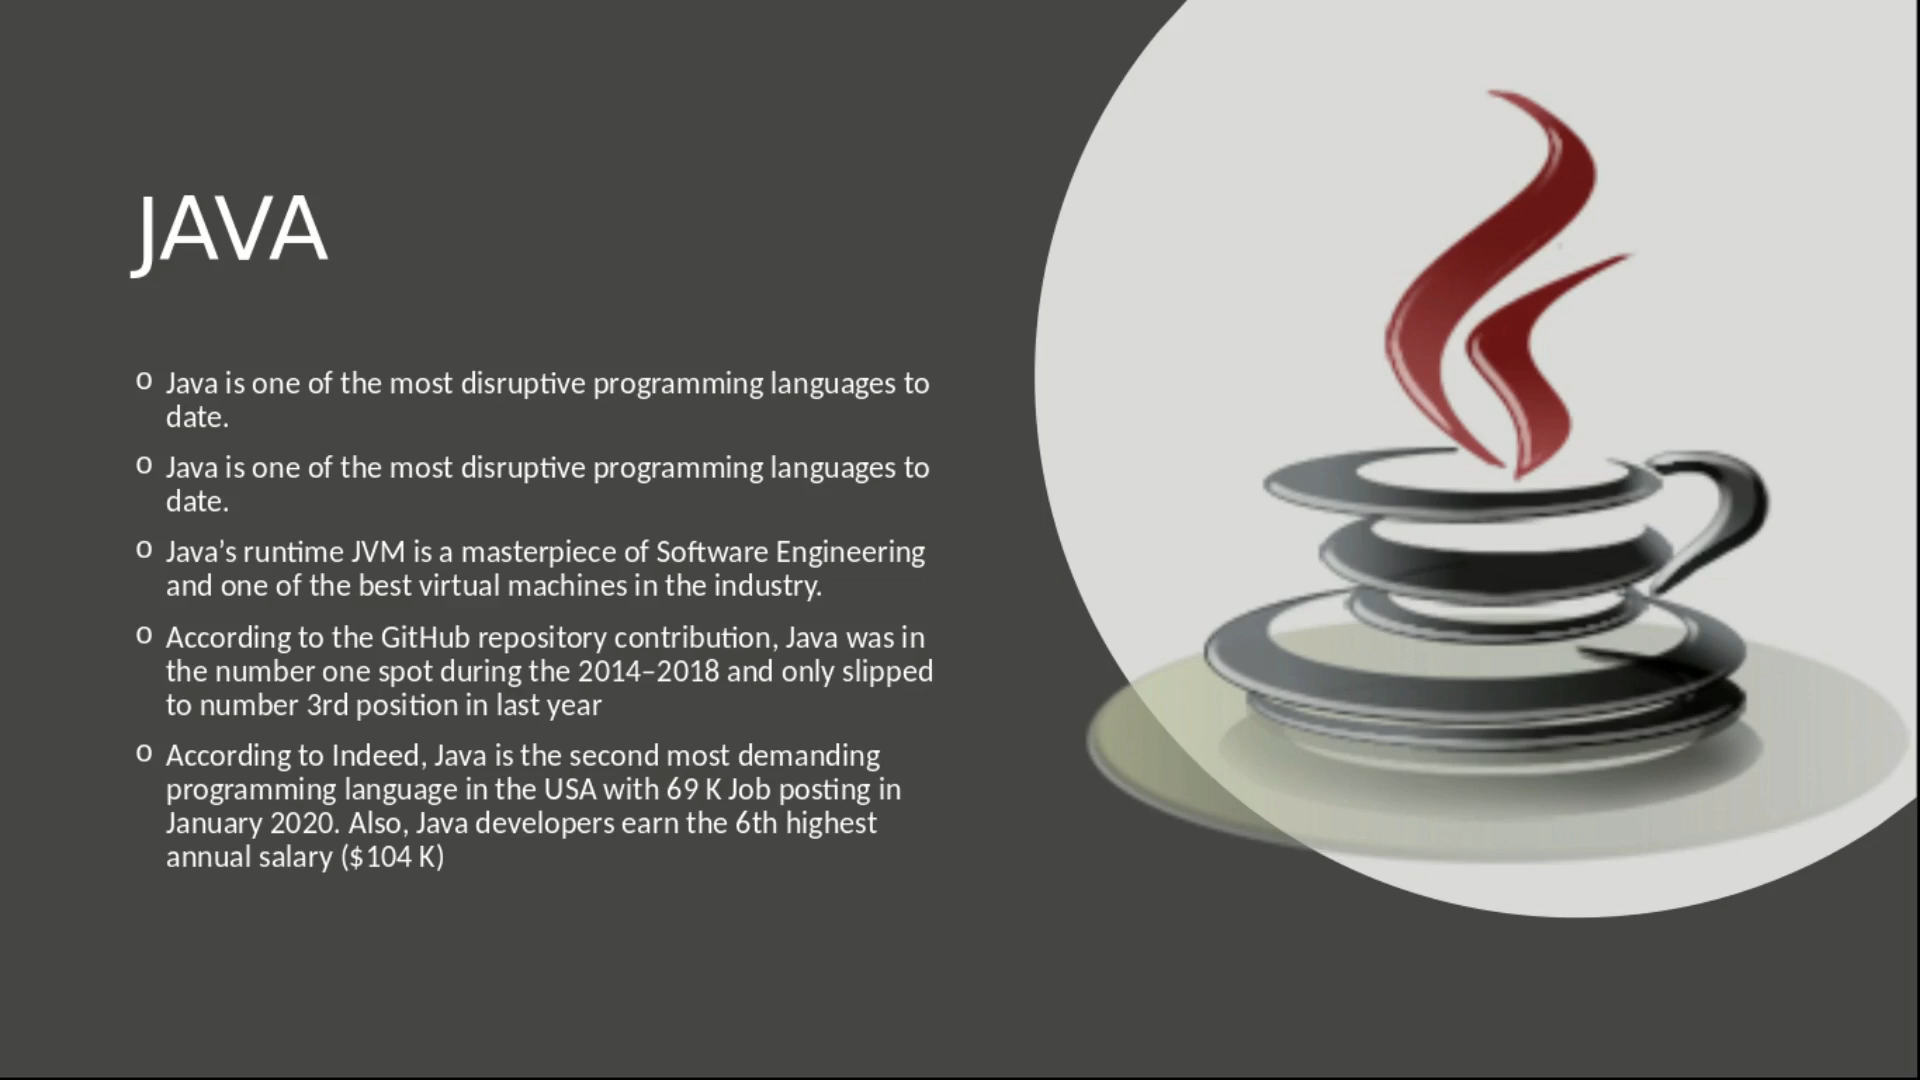 JAVA
o Java is one of the most disruptive programming languages to
date.
o Java is one of the most disruptive programming languages to
date.
o Java’s runtime JVM is a masterpiece of Software Engineering
and one of the best virtual machines in the industry.
o According to the GitHub repository contribution, Java was in
the number one spot during the 2014–2018 and only slipped
to number 3rd position in last year
o According to Indeed, Java is the second most demanding
programming language in the USA with 69 K Job posting in
January 2020. Also, Java developers earn the 6th highest
annual salary ($104 K)